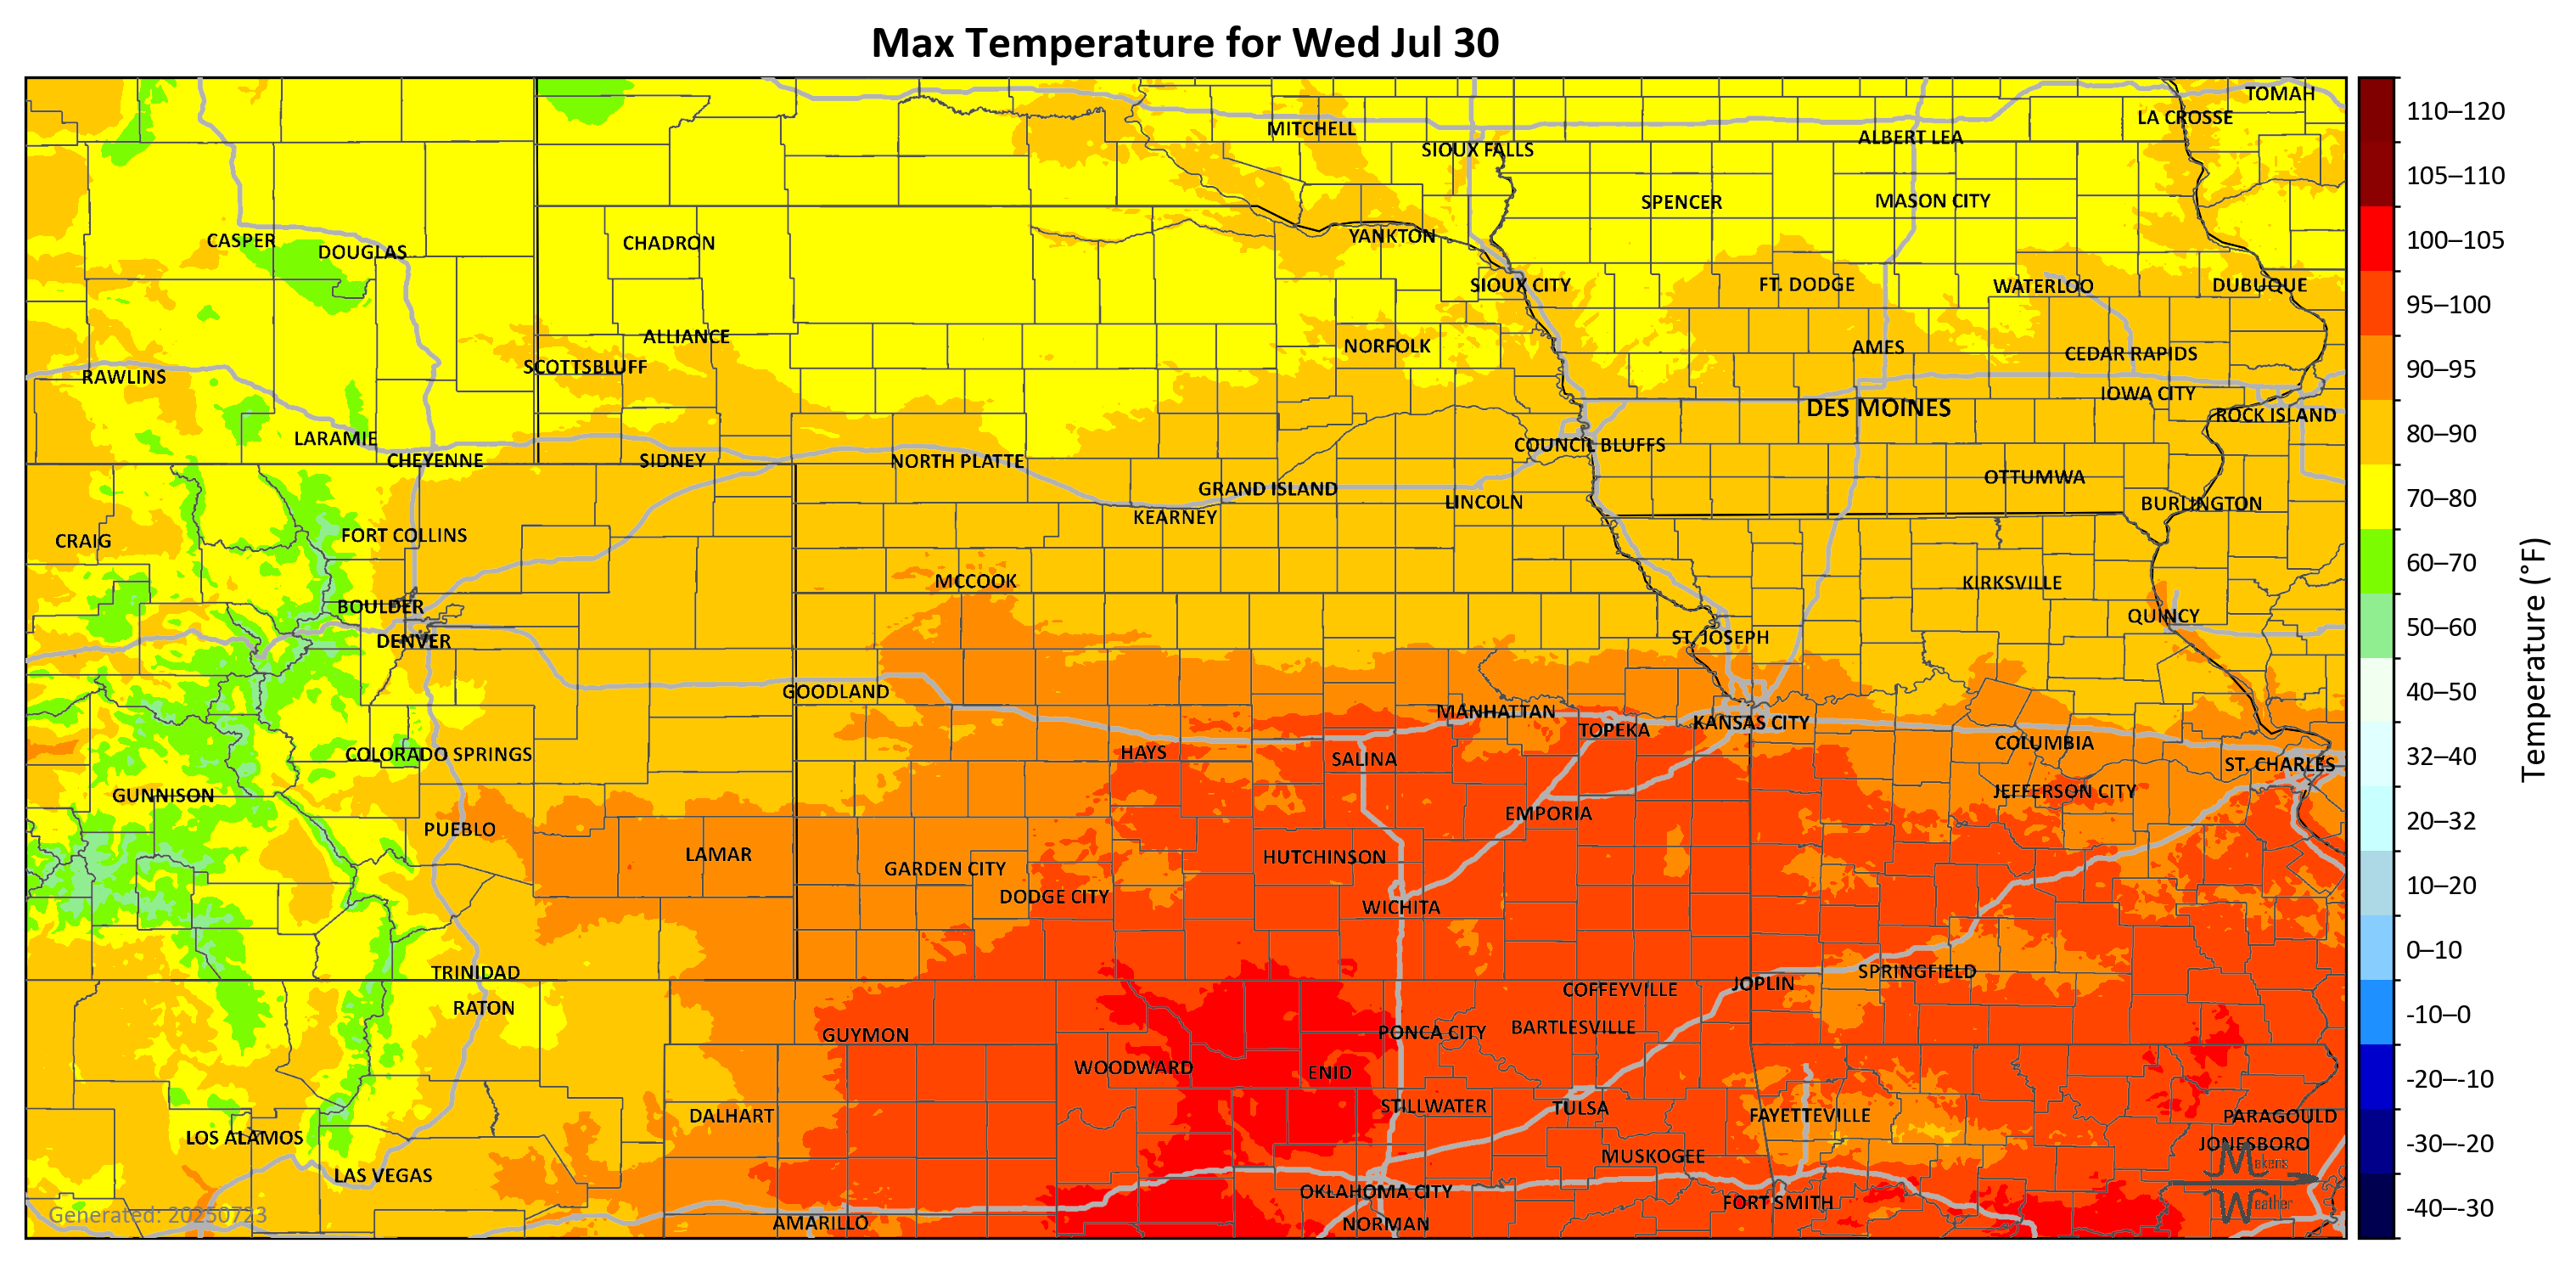 Max Temperature for Wed Jul 30
TOMAH
LA CROSSE
MITCHELL
ALBERT LEA
SIOUX FALLS
SPENCER
MASON CITY
CASPER
DOUGLAS
CHADRON
YANKTON
SIOUX CITY
FT. DODGE
WATERLOO
DUBUQUE
ALLIANCE
NORFOLK
AMES
CEDAR RAPIDS
SCOTTSBLUFF
RAWLINS
IOWA CITY
DES MOINES
ROCK ISLAND
LARAMIE
COUNCIL BLUFFS
CHEYENNE
SIDNEY
NORTH PLATTE
OTTUMWA
GRAND ISLAND
LINCOLN
BURLINGTON
KEARNEY
FORT COLLINS
CRAIG
MCCOOK
KIRKSVILLE
BOULDER
QUINCY
DENVER
ST. JOSEPH
GOODLAND
MANHATTAN
TOPEKA
KANSAS CITY
COLUMBIA
HAYS
COLORADO SPRINGS
SALINA
ST. CHARLES
GUNNISON
JEFFERSON CITY
EMPORIA
PUEBLO
LAMAR
HUTCHINSON
GARDEN CITY
DODGE CITY
WICHITA
TRINIDAD
SPRINGFIELD
JOPLIN
COFFEYVILLE
RATON
BARTLESVILLE
GUYMON
PONCA CITY
WOODWARD
ENID
STILLWATER
TULSA
DALHART
FAYETTEVILLE
PARAGOULD
LOS ALAMOS
JONESBORO
MUSKOGEE
LAS VEGAS
OKLAHOMA CITY
FORT SMITH
AMARILLO
NORMAN
Generated: 20250723
Makens
Weather
110–120
105–110
100–105
95–100
90–95
80–90
70–80
60–70
50–60
40–50
32–40
20–32
10–20
0–10
-10–0
-20–-10
-30–-20
-40–-30
Temperature (°F)